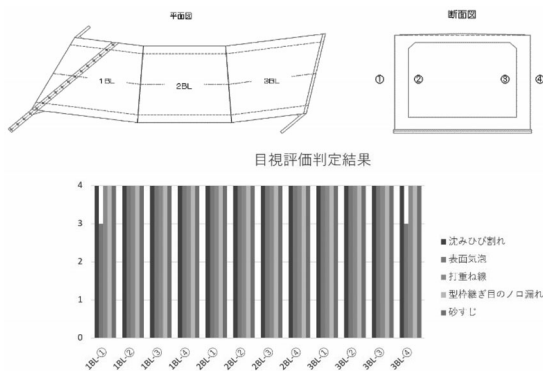 平面図
断面図
1BL
2BL
3BL
①
②
③
④
目視評価判定結果
4
3
2
1
0
沈みひび割れ
表面気泡
打重ね線
型枠継ぎ目のノロ漏れ
砂すじ
1BL-①
1BL-②
1BL-③
1BL-④
2BL-①
2BL-②
2BL-③
2BL-④
3BL-①
3BL-②
3BL-③
3BL-④